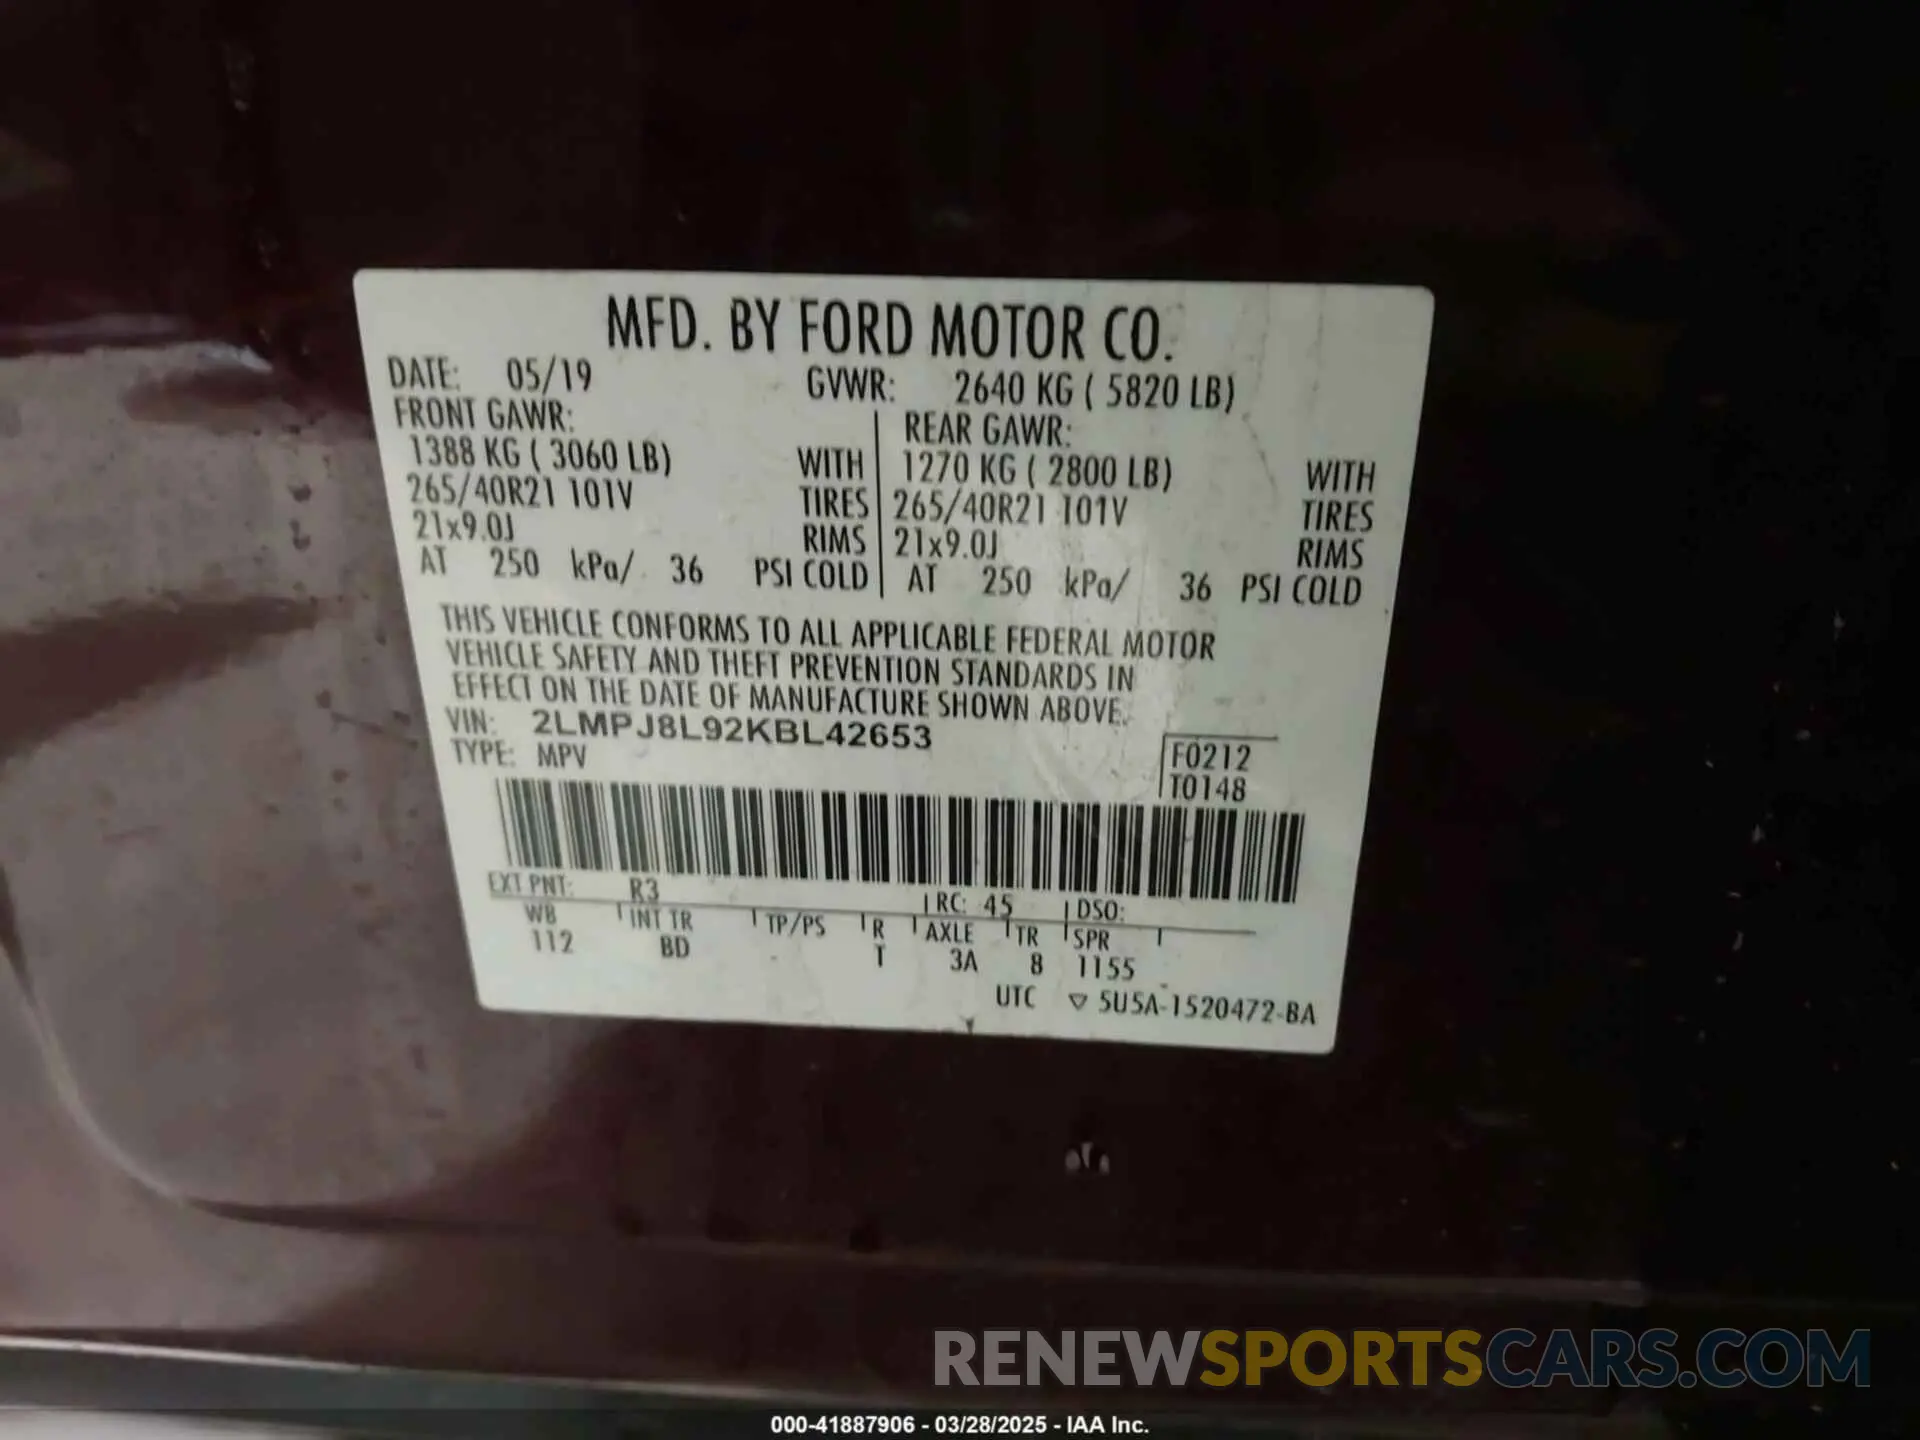 MFD. BY FORD MOTOR CO.
DATE: 05/19 GVWR: 2640 KG ( 5820 LB)
FRONT GAWR: REAR GAWR:
1388 KG ( 3060 LB) WITH 1270 KG ( 2800 LB) WITH
265/40R21 101V TIRES 265/40R21 101V TIRES
21x9.0J RIMS 21x9.0J RIMS
AT 250 kPa/ 36 PSI COLD AT 250 kPa/ 36 PSI COLD
THIS VEHICLE CONFORMS TO ALL APPLICABLE FEDERAL MOTOR
VEHICLE SAFETY AND THEFT PREVENTION STANDARDS IN
EFFECT ON THE DATE OF MANUFACTURE SHOWN ABOVE.
VIN: 2LMPJ8L92KBL42653
TYPE: MPV
F0212
T0148
EXT PNT: R3 RC: 45 DSO:
WB INT TR TP/PS R AXLE TR SPR
112 BD T 3A 8 1155
UTC ▽ 5U5A-1520472-BA
RENEWSPORTSCARS.COM
000-41887906 - 03/28/2025 - IAA Inc.